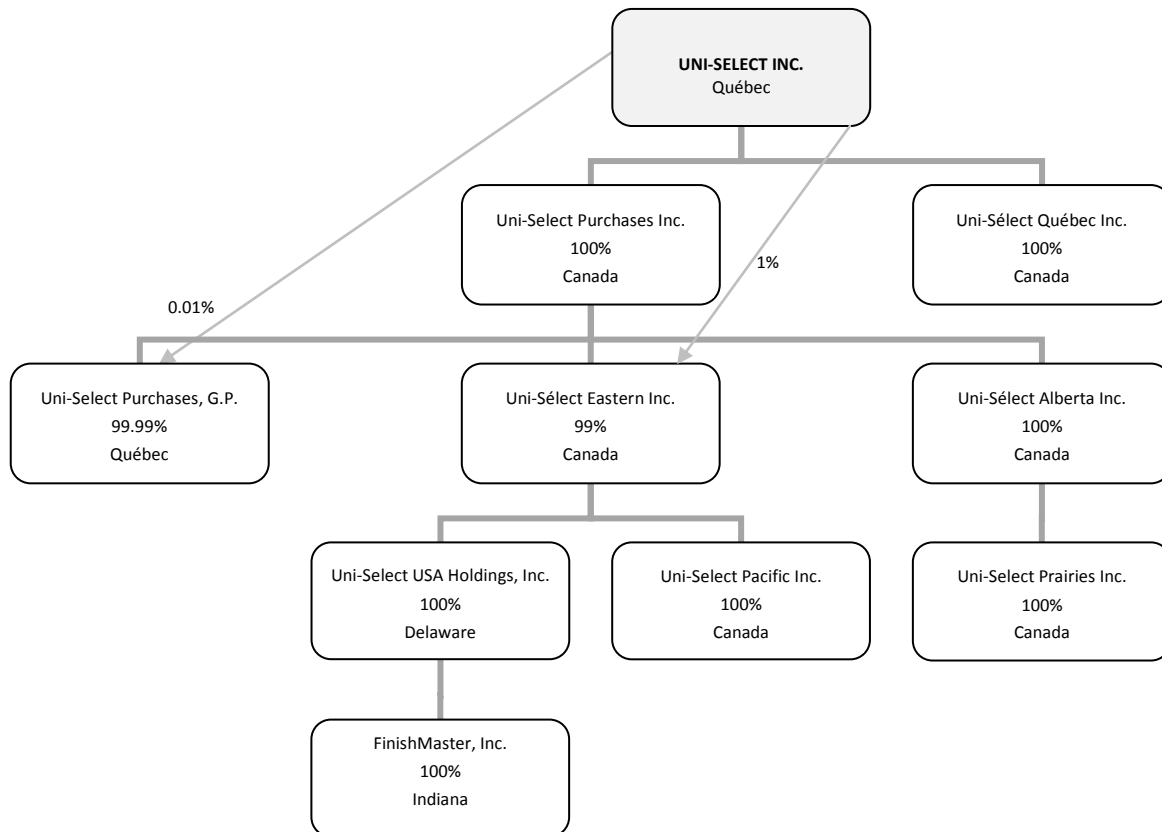 UNI-SELECT INC.
Québec
Uni-Select Purchases Inc.
100%
Canada
Uni-Sélect Québec Inc.
100%
Canada
1%
0.01%
Uni-Select Purchases, G.P.
99.99%
Québec
Uni-Sélect Eastern Inc.
99%
Canada
Uni-Sélect Alberta Inc.
100%
Canada
Uni-Select USA Holdings, Inc.
100%
Delaware
Uni-Select Pacific Inc.
100%
Canada
Uni-Select Prairies Inc.
100%
Canada
FinishMaster, Inc.
100%
Indiana